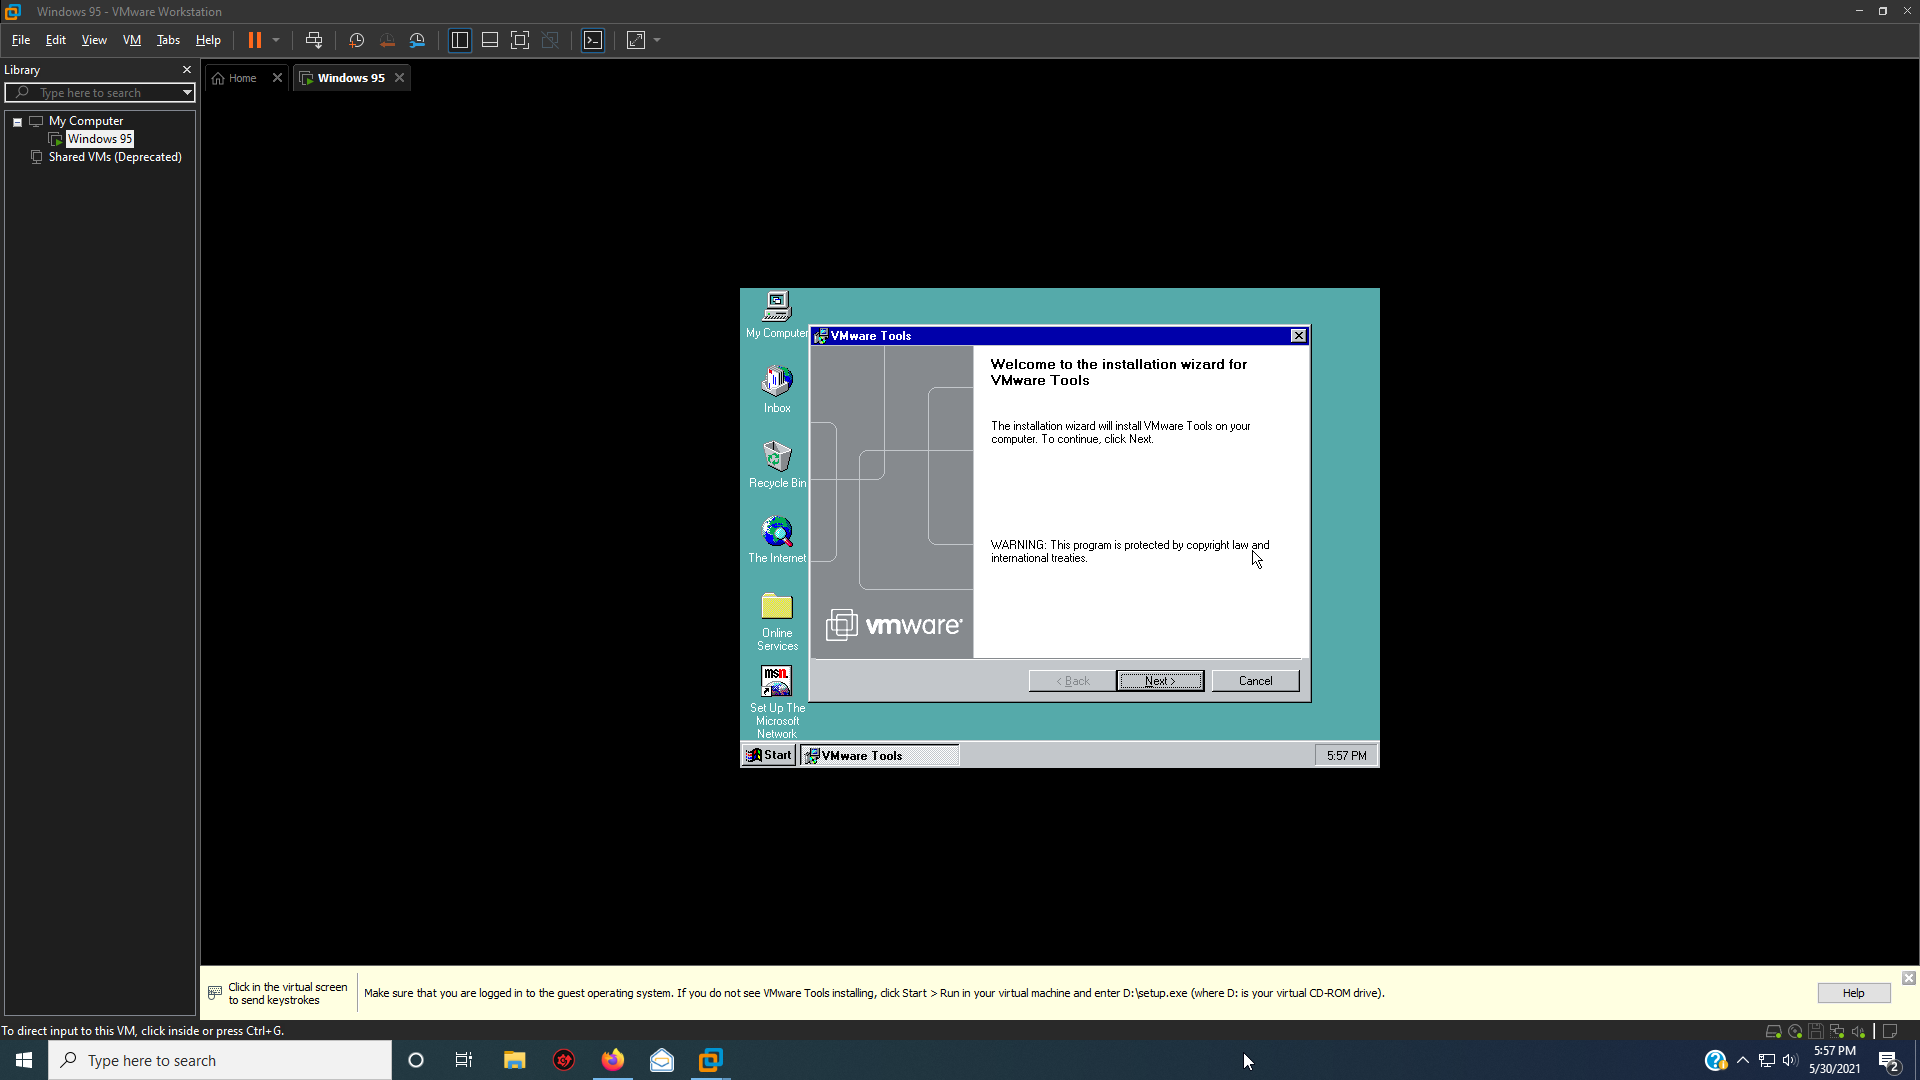 Windows 95 - VMware Workstation
File Edit View VM Tabs Help
Library
Type here to search
My Computer
Windows 95
Shared VMs (Deprecated)
Home
Windows 95
My Computer
Inbox
Recycle Bin
The Internet
Online
Services
msn.
Set Up The
Microsoft
Network
VMware Tools
Welcome to the installation wizard for
VMware Tools
The installation wizard will install VMware Tools on your
computer. To continue, click Next.
WARNING: This program is protected by copyright law and
international treaties.
vmware
< Back
Next >
Cancel
Start
VMware Tools
5:57 PM
Click in the virtual screen
to send keystrokes
Make sure that you are logged in to the guest operating system. If you do not see VMware Tools installing, click Start > Run in your virtual machine and enter D:\setup.exe (where D: is your virtual CD-ROM drive).
Help
To direct input to this VM, click inside or press Ctrl+G.
Type here to search
5:57 PM
5/30/2021
2